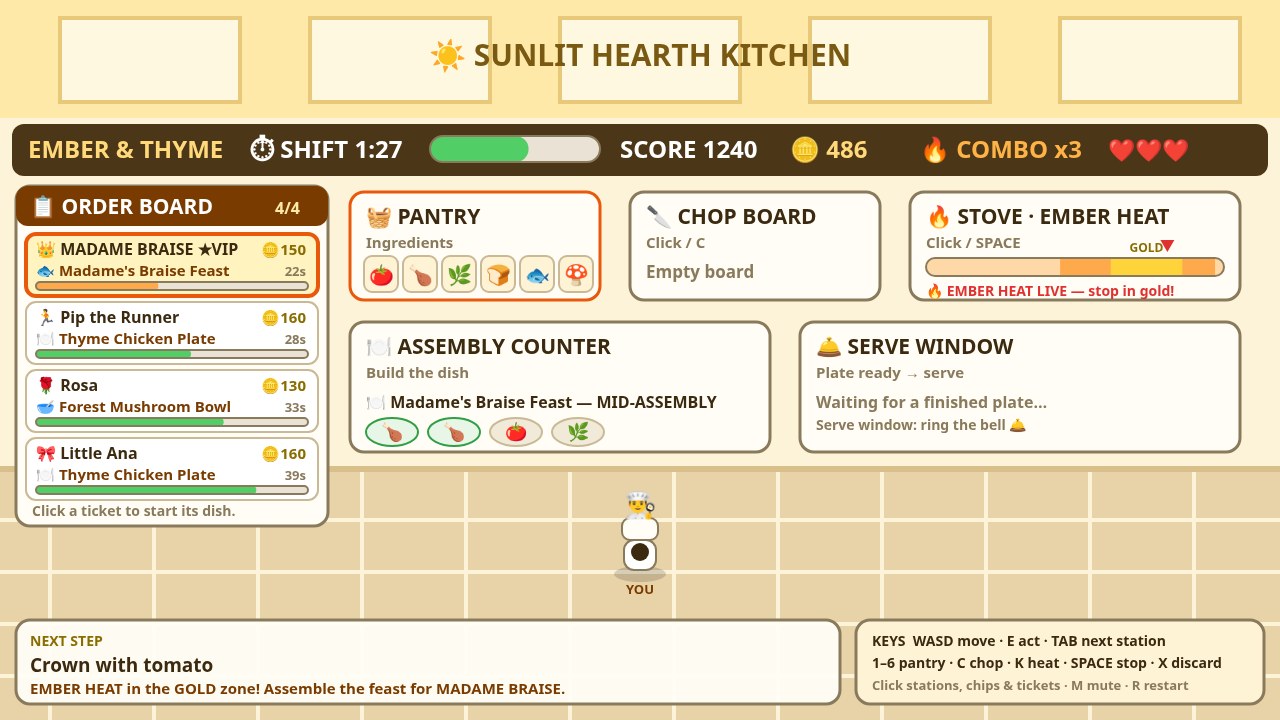 ☀️ SUNLIT HEARTH KITCHEN
EMBER & THYME
⏱ SHIFT 1:27
SCORE 1240
🪙 486
🔥 COMBO x3
❤️❤️❤️
📋 ORDER BOARD 4/4
👑 MADAME BRAISE ★VIP 🪙150
🐟 Madame's Braise Feast 22s
🏃 Pip the Runner 🪙160
🍽️ Thyme Chicken Plate 28s
🌹 Rosa 🪙130
🥣 Forest Mushroom Bowl 33s
🎀 Little Ana 🪙160
🍽️ Thyme Chicken Plate 39s
Click a ticket to start its dish.
🧺 PANTRY
Ingredients
🔪 CHOP BOARD
Click / C
Empty board
🔥 STOVE · EMBER HEAT
Click / SPACE
GOLD
🔥 EMBER HEAT LIVE — stop in gold!
🍽️ ASSEMBLY COUNTER
Build the dish
🍽️ Madame's Braise Feast — MID-ASSEMBLY
🛎️ SERVE WINDOW
Plate ready → serve
Waiting for a finished plate…
Serve window: ring the bell 🛎️
YOU
NEXT STEP
Crown with tomato
EMBER HEAT in the GOLD zone! Assemble the feast for MADAME BRAISE.
KEYS WASD move · E act · TAB next station
1–6 pantry · C chop · K heat · SPACE stop · X discard
Click stations, chips & tickets · M mute · R restart